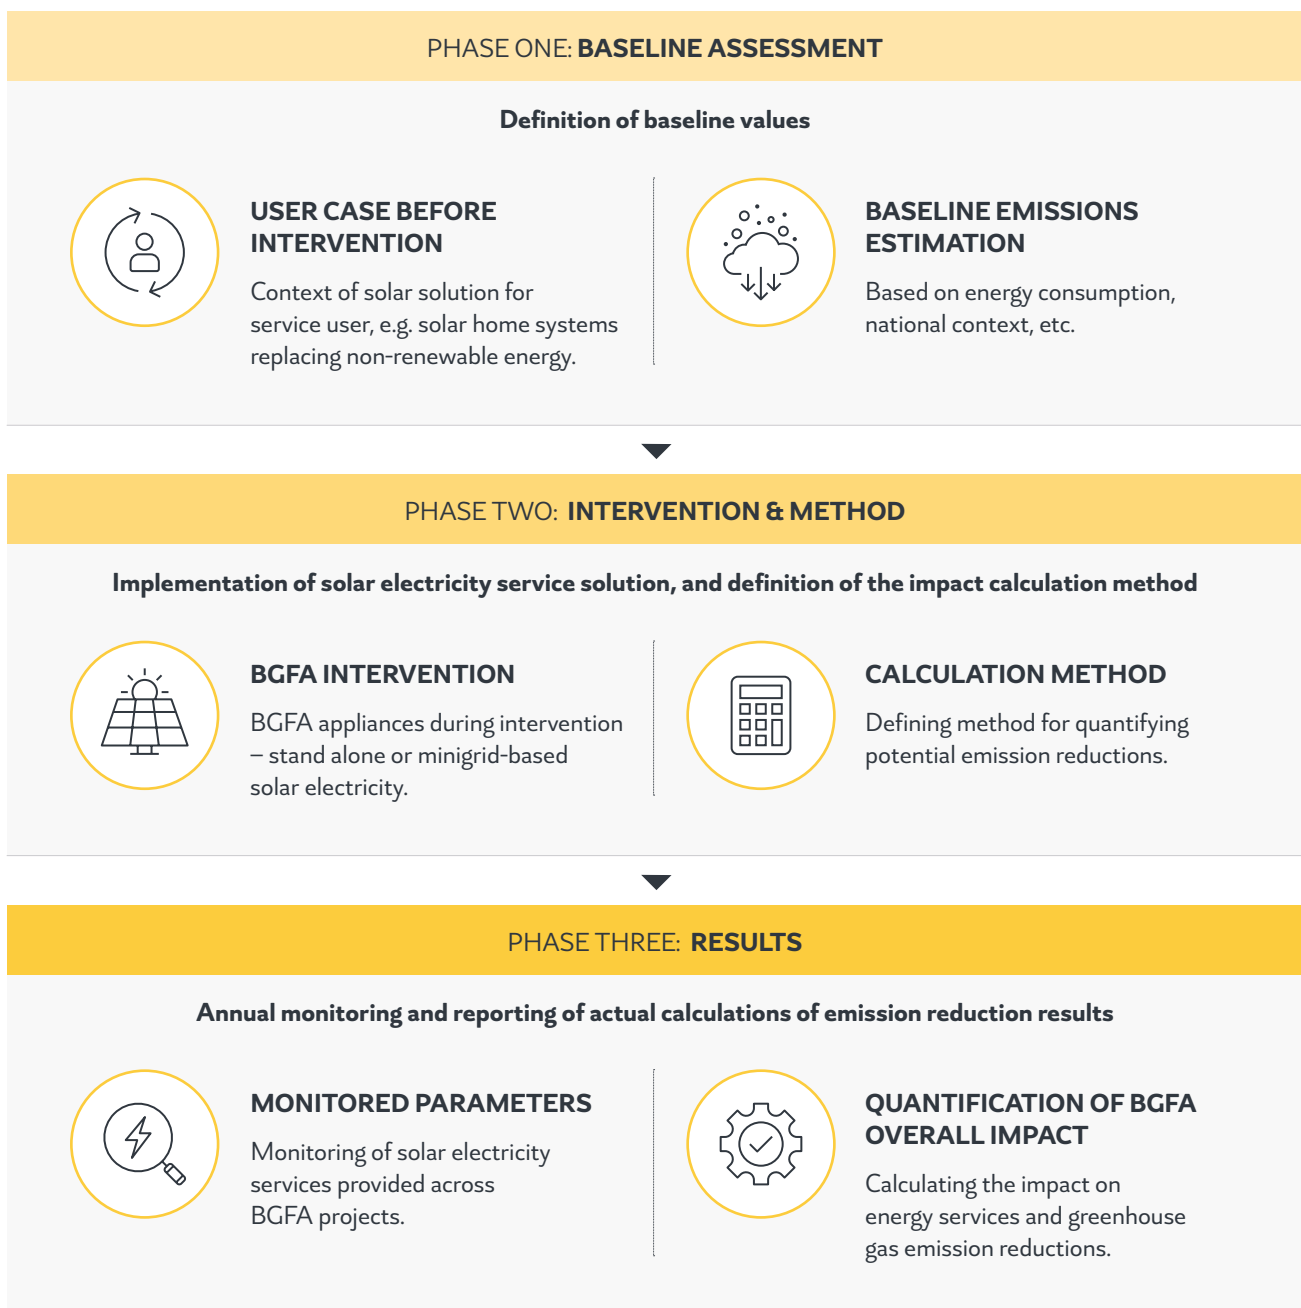 PHASE ONE: BASELINE ASSESSMENT
Definition of baseline values
USER CASE BEFORE
INTERVENTION
Context of solar solution for
service user, e.g. solar home systems
replacing non-renewable energy.
BASELINE EMISSIONS
ESTIMATION
Based on energy consumption,
national context, etc.
PHASE TWO: INTERVENTION & METHOD
Implementation of solar electricity service solution, and definition of the impact calculation method
BGFA INTERVENTION
BGFA appliances during intervention
– stand alone or minigrid-based
solar electricity.
CALCULATION METHOD
Defining method for quantifying
potential emission reductions.
PHASE THREE: RESULTS
Annual monitoring and reporting of actual calculations of emission reduction results
MONITORED PARAMETERS
Monitoring of solar electricity
services provided across
BGFA projects.
QUANTIFICATION OF BGFA
OVERALL IMPACT
Calculating the impact on
energy services and greenhouse
gas emission reductions.